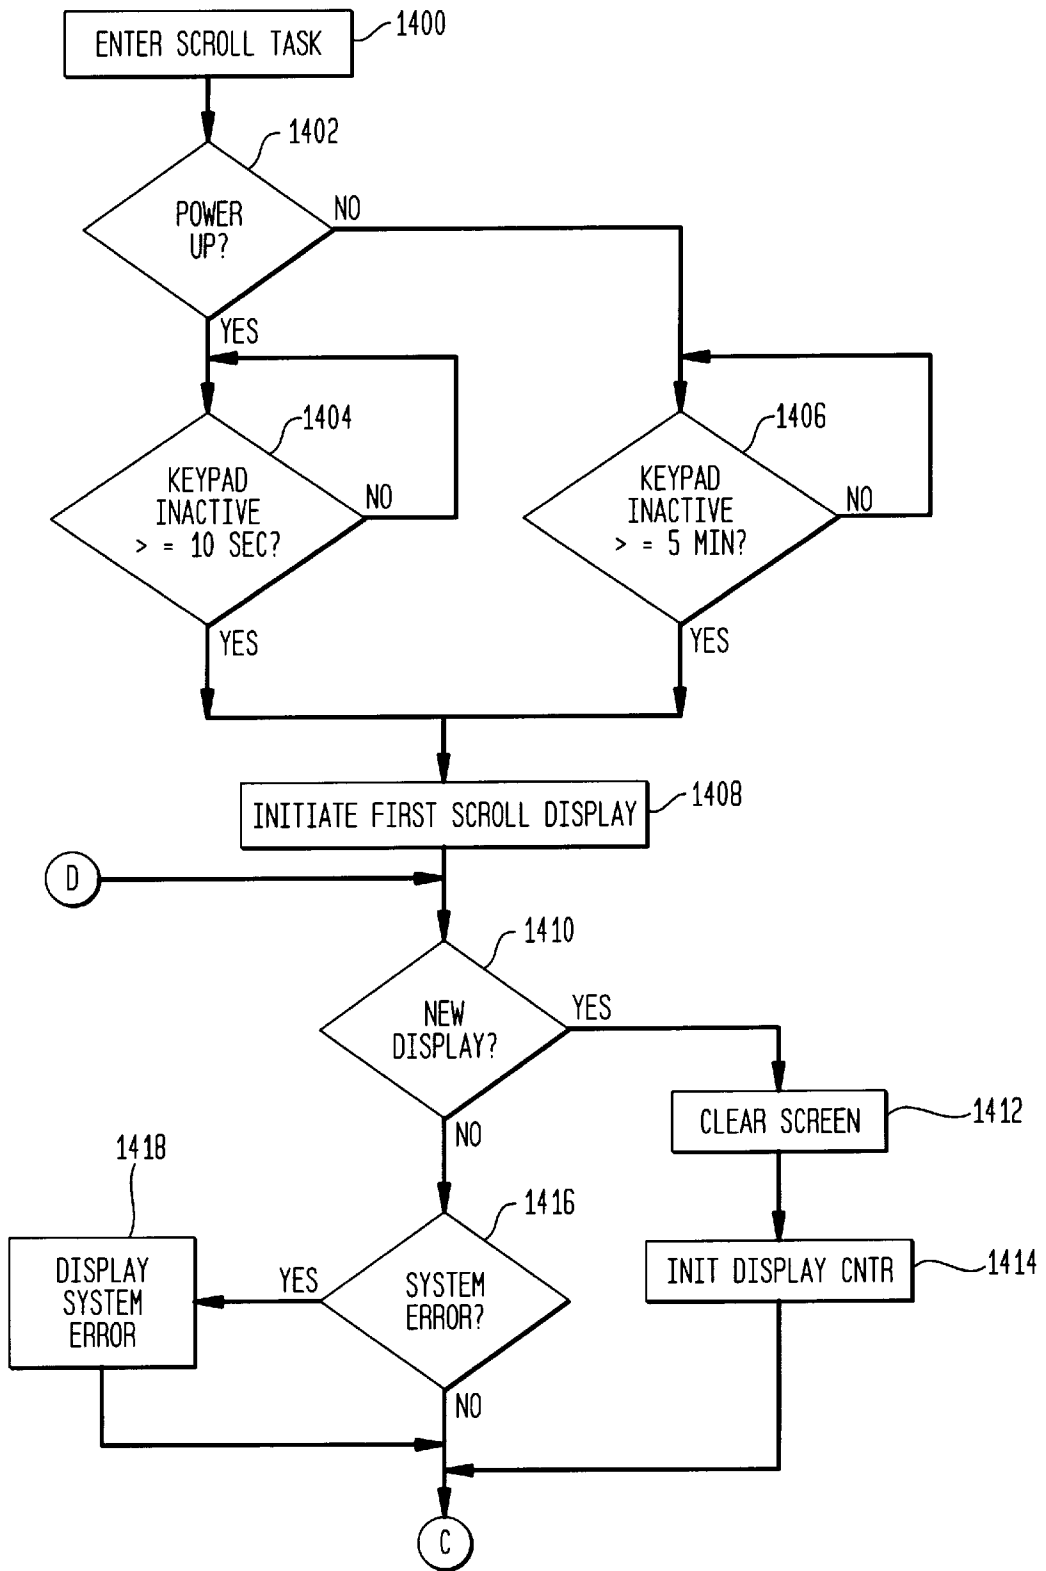 ENTER SCROLL TASK
1400
1402
POWER
UP?
NO
YES
1404
KEYPAD
INACTIVE
> = 10 SEC?
NO
YES
1406
KEYPAD
INACTIVE
> = 5 MIN?
NO
YES
INITIATE FIRST SCROLL DISPLAY
1408
D
1410
NEW
DISPLAY?
YES
NO
CLEAR SCREEN
1412
INIT DISPLAY CNTR
1414
1416
SYSTEM
ERROR?
YES
NO
1418
DISPLAY
SYSTEM
ERROR
C